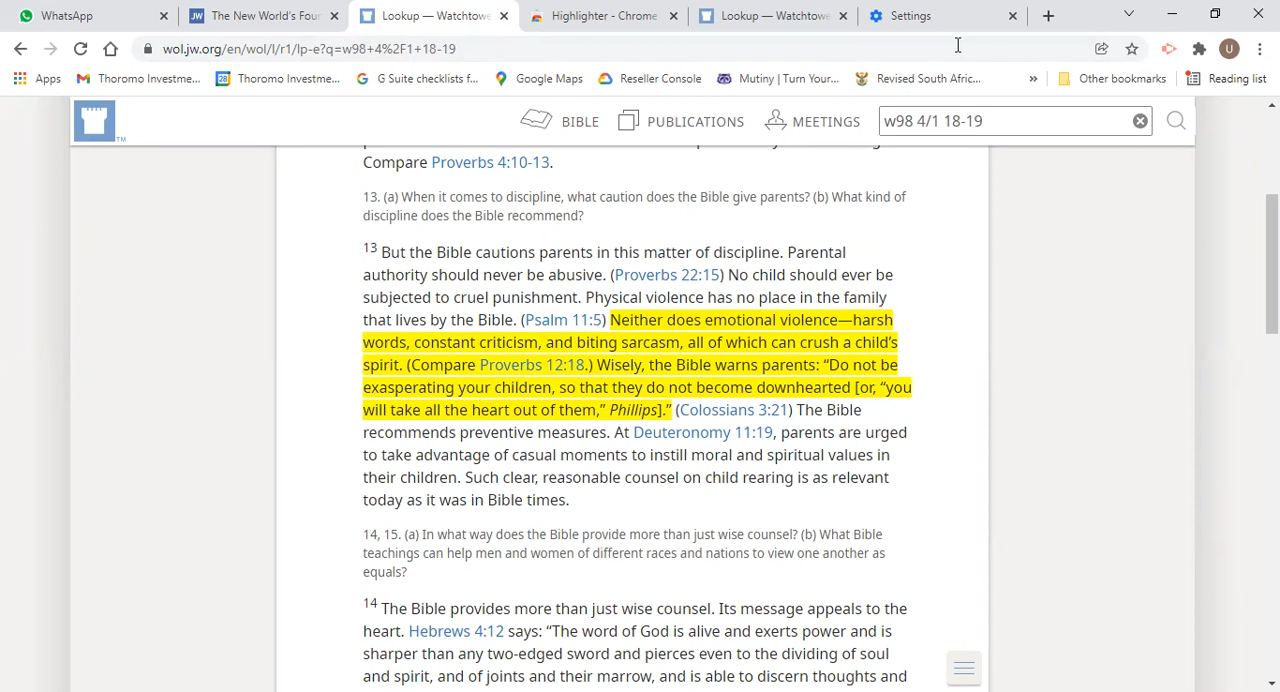 WhatsApp
The New World's Four
Lookup — Watchtowe
Highlighter - Chrome
Lookup — Watchtow
Settings
wol.jw.org/en/wol/l/r1/lp-e?q=w98+4%2F1+18-19
U
Apps
Thoromo Investme...
Thoromo Investme...
G Suite checklists f...
Google Maps
Reseller Console
Mutiny | Turn Your...
Revised South Afric...
»
Other bookmarks
Reading list
BIBLE
PUBLICATIONS
MEETINGS
w98 4/1 18-19
TM
Compare Proverbs 4:10-13.
13. (a) When it comes to discipline, what caution does the Bible give parents? (b) What kind of
discipline does the Bible recommend?
13 But the Bible cautions parents in this matter of discipline. Parental
authority should never be abusive. (Proverbs 22:15) No child should ever be
subjected to cruel punishment. Physical violence has no place in the family
that lives by the Bible. (Psalm 11:5) Neither does emotional violence—harsh
words, constant criticism, and biting sarcasm, all of which can crush a child's
spirit. (Compare Proverbs 12:18.) Wisely, the Bible warns parents: “Do not be
exasperating your children, so that they do not become downhearted [or, “you
will take all the heart out of them,” Phillips].” (Colossians 3:21) The Bible
recommends preventive measures. At Deuteronomy 11:19, parents are urged
to take advantage of casual moments to instill moral and spiritual values in
their children. Such clear, reasonable counsel on child rearing is as relevant
today as it was in Bible times.
14, 15. (a) In what way does the Bible provide more than just wise counsel? (b) What Bible
teachings can help men and women of different races and nations to view one another as
equals?
14 The Bible provides more than just wise counsel. Its message appeals to the
heart. Hebrews 4:12 says: “The word of God is alive and exerts power and is
sharper than any two-edged sword and pierces even to the dividing of soul
and spirit, and of joints and their marrow, and is able to discern thoughts and